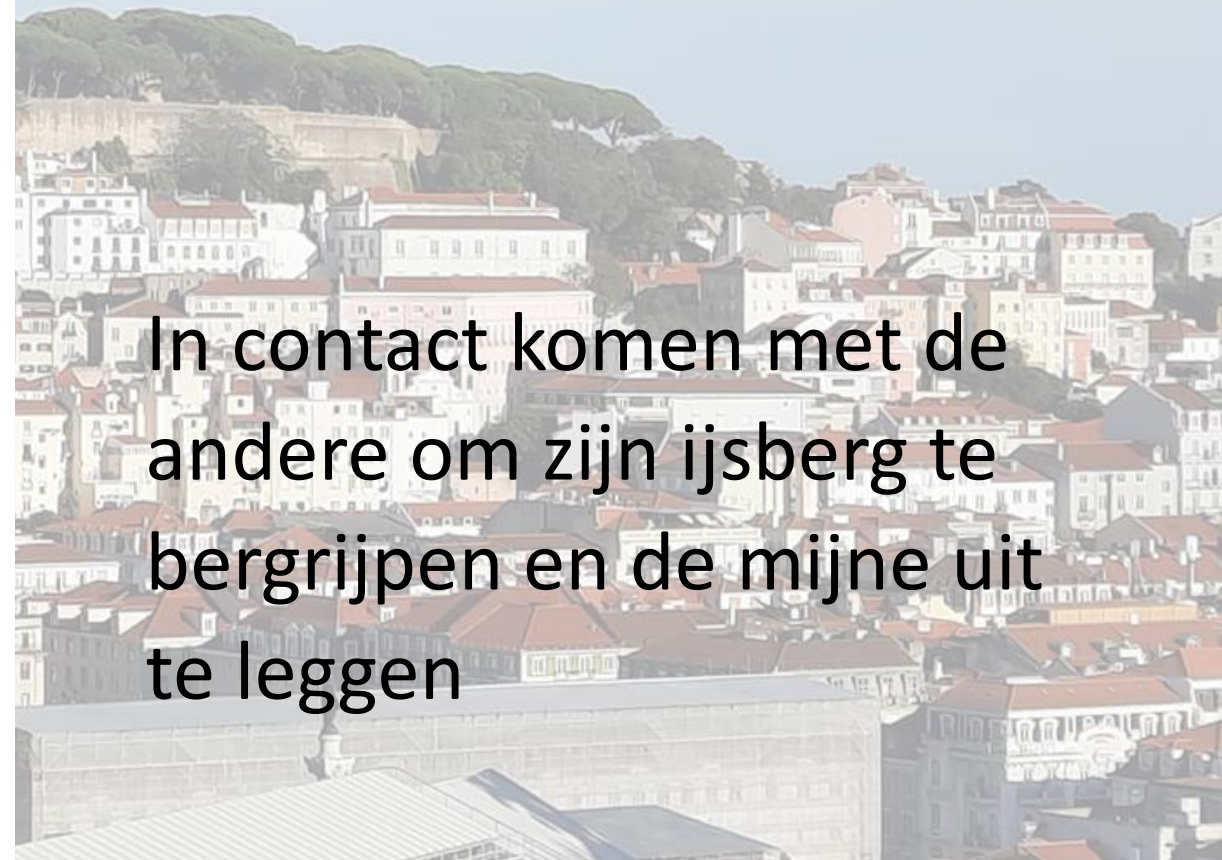 In contact komen met de
andere om zijn ijsberg te
bergrijpen en de mijne uit
te leggen